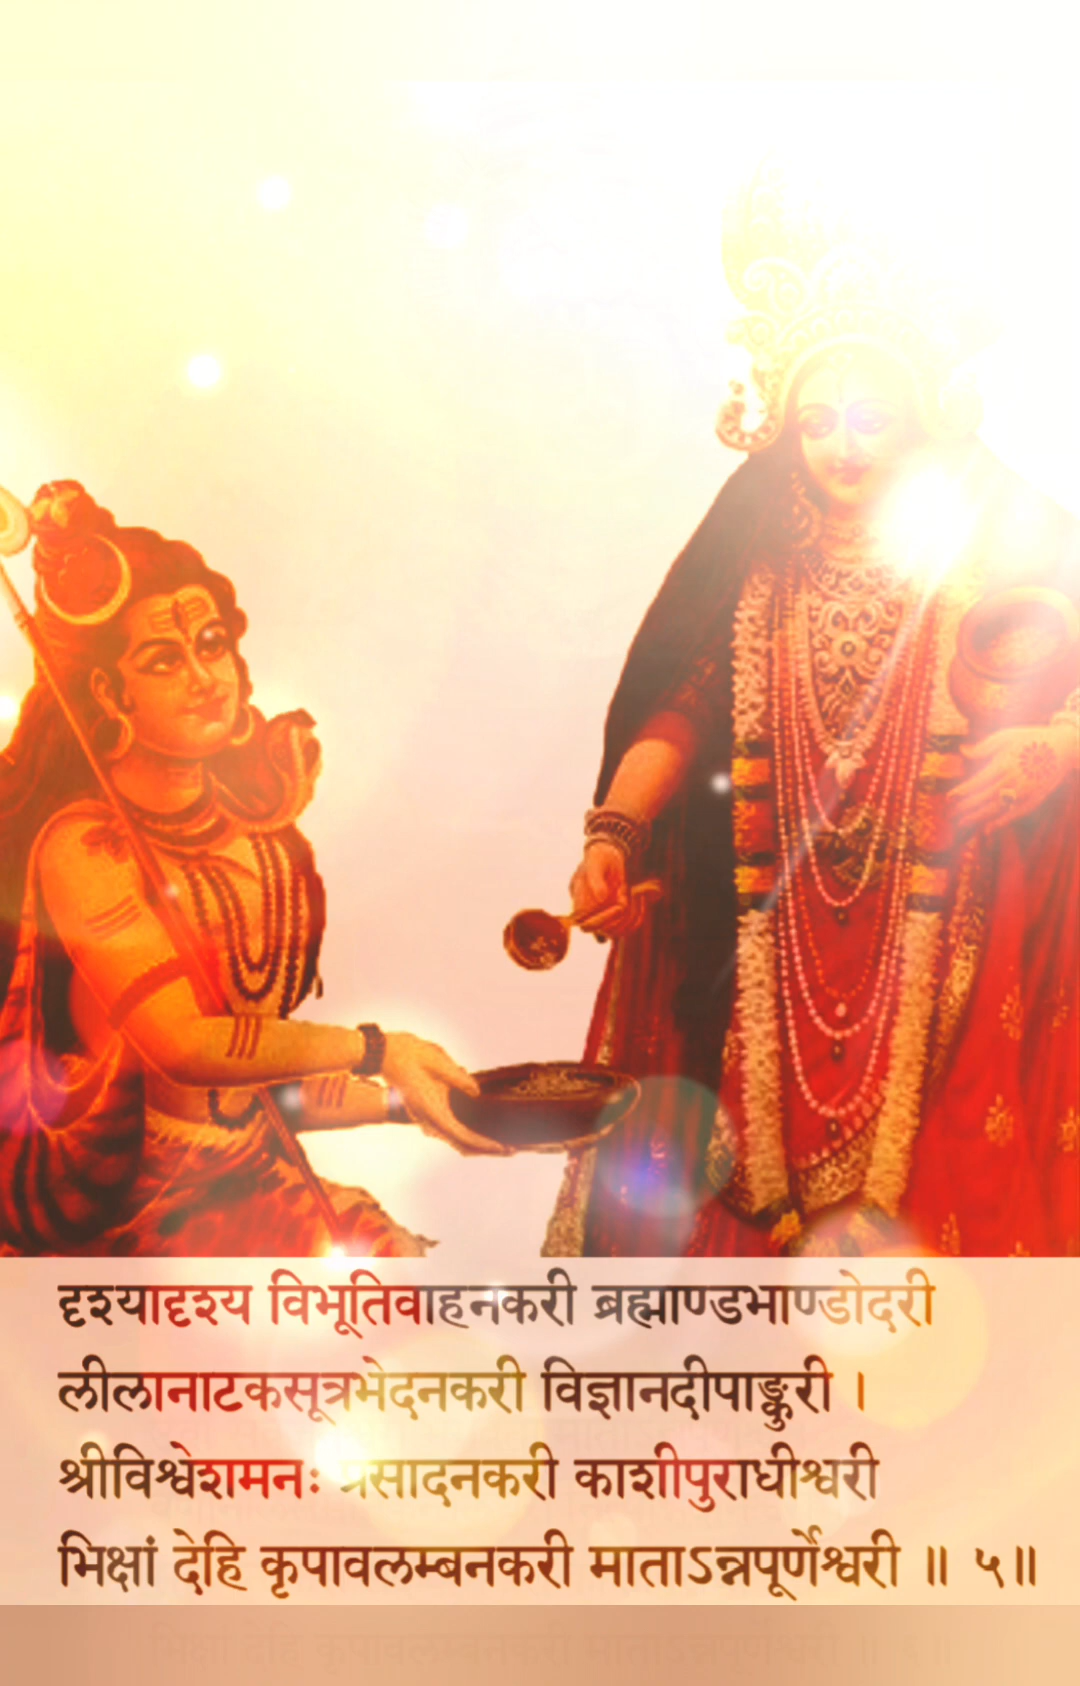 दृश्यादृश्य विभूतिवाहनकरी ब्रह्माण्डभाण्डोदरी
लीलानाटकसूत्रभेदनकरी विज्ञानदीपाङ्कुरी ।
श्रीविश्वेशमनः प्रसादनकरी काशीपुराधीश्वरी
भिक्षां देहि कृपावलम्बनकरी माताऽन्नपूर्णेश्वरी ॥ ५॥